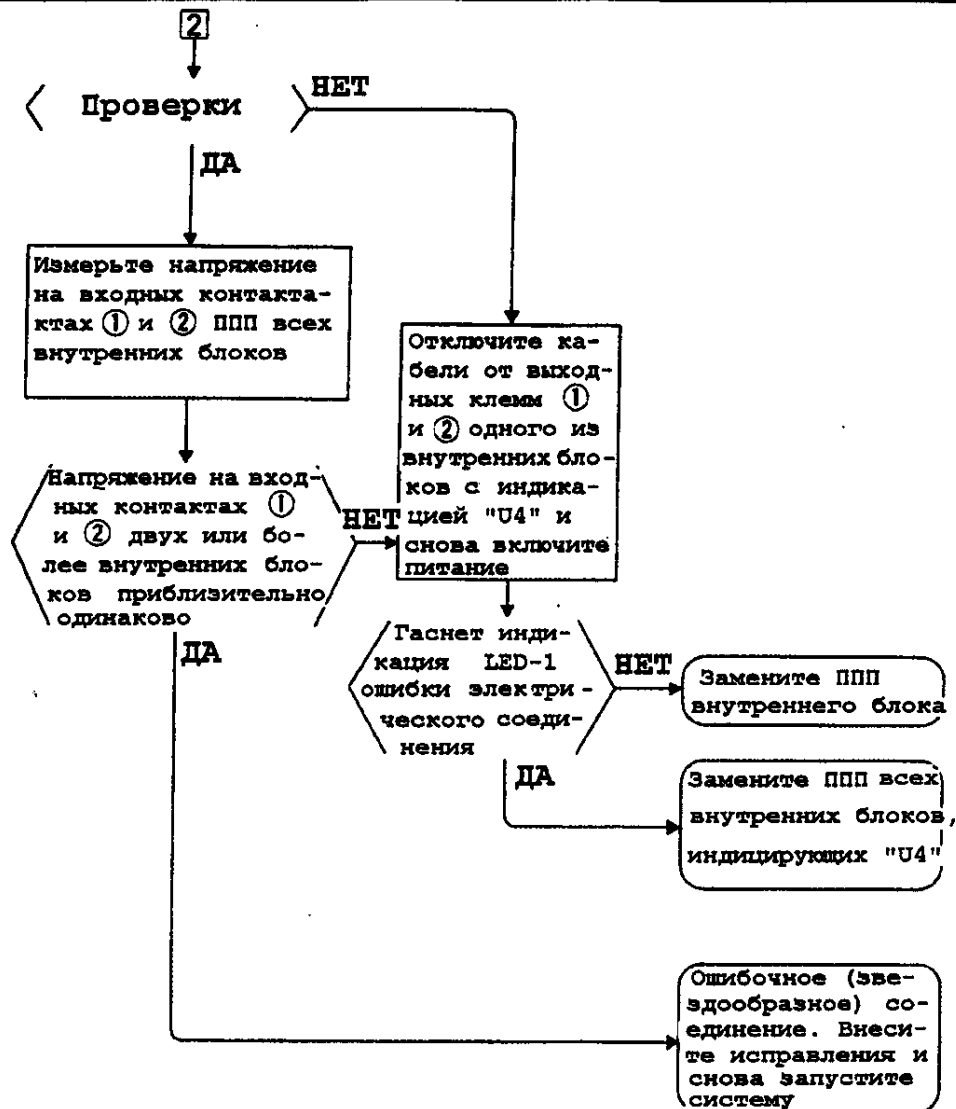 2
Проверки
НЕТ
ДА
Измерьте напряжение
на входных контакта-
ктах ① и ② ППП всех
внутренних блоков
Отключите ка-
бели от выход-
ных клемм ①
и ② одного из
внутренних бло-
ков с индика-
цией "U4" и
снова включите
питание
Напряжение на вход-
ных контактах ①
и ② двух или бо-
лее внутренних бло-
ков приблизительно
одинаково
НЕТ
ДА
Гаснет инди-
кация LED-1
ошибки электри-
ческого соеди-
нения
НЕТ
Замените ППП
внутреннего блока
ДА
Замените ППП всех
внутренних блоков,
индицирующих "U4"
Ошибочное (зве-
здообразное) со-
единение. Внеси-
те исправления и
снова запустите
систему